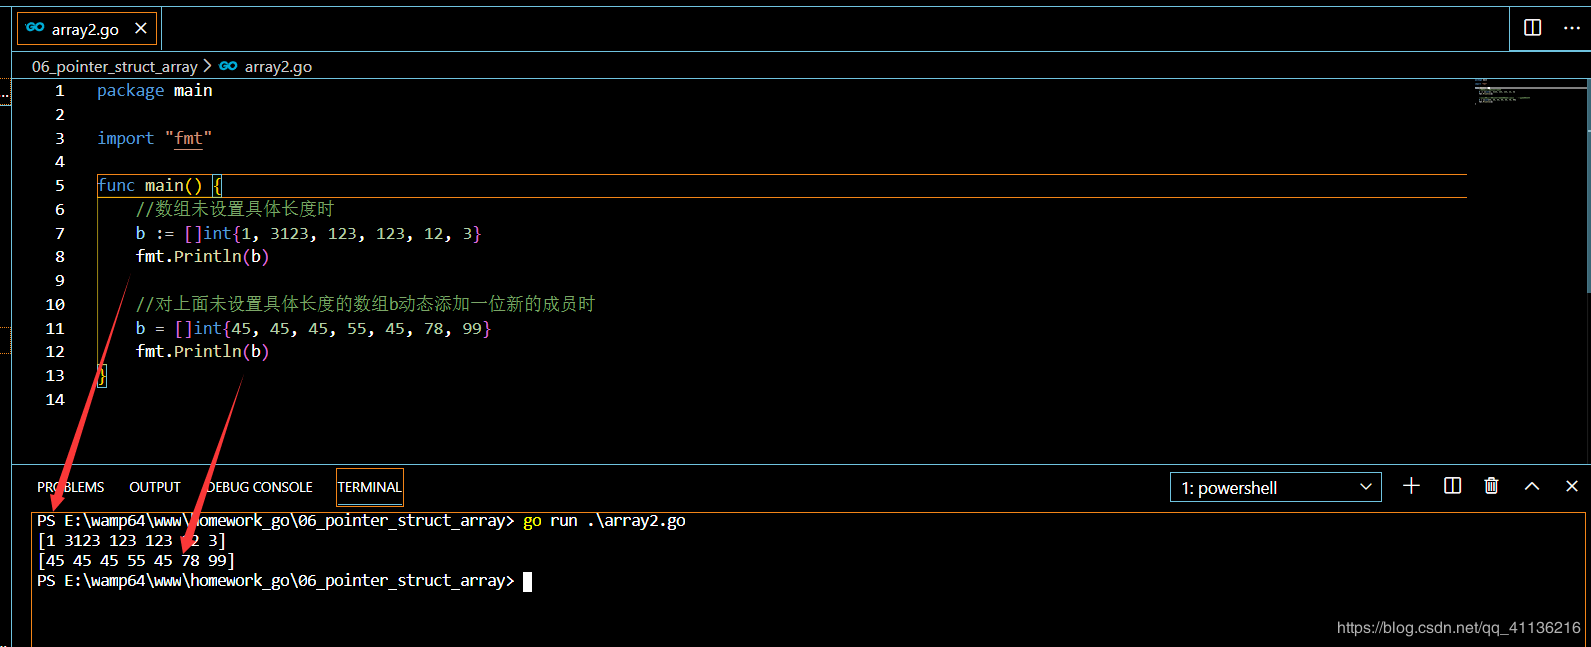 GO array2.go
06_pointer_struct_array > GO array2.go
1 package main
2
3 import "fmt"
4
5 func main() {
6 //数组未设置具体长度时
7 b := []int{1, 3123, 123, 123, 12, 3}
8 fmt.Println(b)
9
10 //对上面未设置具体长度的数组b动态添加一位新的成员时
11 b = []int{45, 45, 45, 55, 45, 78, 99}
12 fmt.Println(b)
13 }
14
PROBLEMS OUTPUT DEBUG CONSOLE TERMINAL 1: powershell
PS E:\wamp64\www\homework_go\06_pointer_struct_array> go run .\array2.go
[1 3123 123 123 12 3]
[45 45 45 55 45 78 99]
PS E:\wamp64\www\homework_go\06_pointer_struct_array>
https://blog.csdn.net/qq_41136216